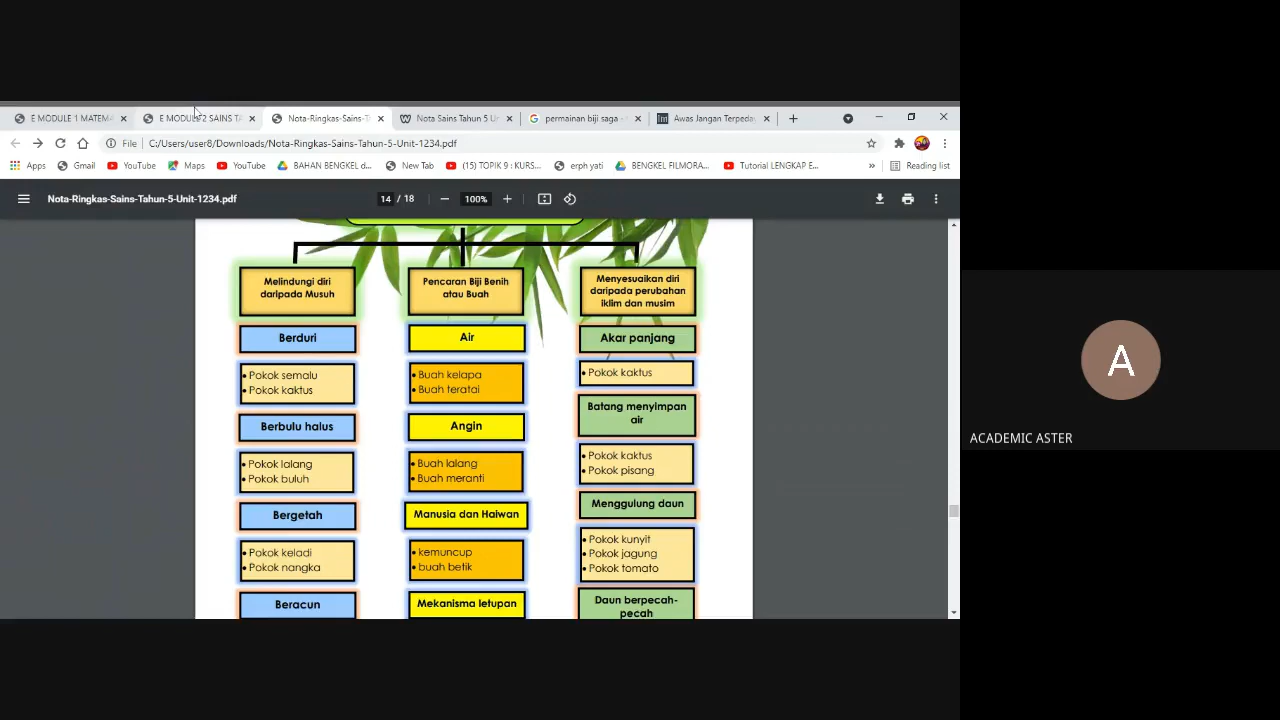 E MODULE 1 MATEM
E MODULE 2 SAINS TA
Nota-Ringkas-Sains-T
Nota Sains Tahun 5 U
permainan biji saga -
Awas Jangan Terpeda
File
C:/Users/user8/Downloads/Nota-Ringkas-Sains-Tahun-5-Unit-1234.pdf
Apps
Gmail
YouTube
Maps
YouTube
BAHAN BENGKEL d...
New Tab
(15) TOPIK 9 : KURS...
erph yati
BENGKEL FILMORA...
Tutorial LENGKAP E...
»
Reading list
Nota-Ringkas-Sains-Tahun-5-Unit-1234.pdf
14 / 18
100%
Melindungi diri
daripada Musuh
Berduri
• Pokok semalu
• Pokok kaktus
Berbulu halus
• Pokok lalang
• Pokok buluh
Bergetah
• Pokok keladi
• Pokok nangka
Beracun
Pencaran Biji Benih
atau Buah
Air
• Buah kelapa
• Buah teratai
Angin
• Buah lalang
• Buah meranti
Manusia dan Haiwan
• kemuncup
• buah betik
Mekanisma letupan
Menyesuaikan diri
daripada perubahan
iklim dan musim
Akar panjang
• Pokok kaktus
Batang menyimpan
air
• Pokok kaktus
• Pokok pisang
Menggulung daun
• Pokok kunyit
• Pokok jagung
• Pokok tomato
Daun berpecah-
pecah
A
ACADEMIC ASTER